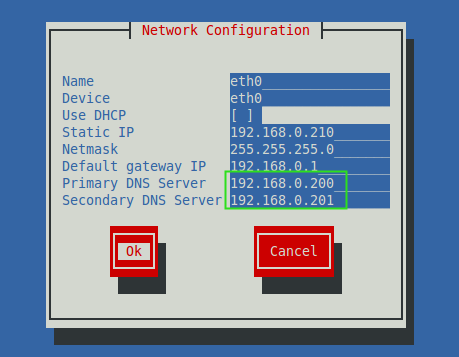 Network Configuration
Name eth0
Device eth0
Use DHCP [ ]
Static IP 192.168.0.210
Netmask 255.255.255.0
Default gateway IP 192.168.0.1
Primary DNS Server 192.168.0.200
Secondary DNS Server 192.168.0.201
Ok Cancel